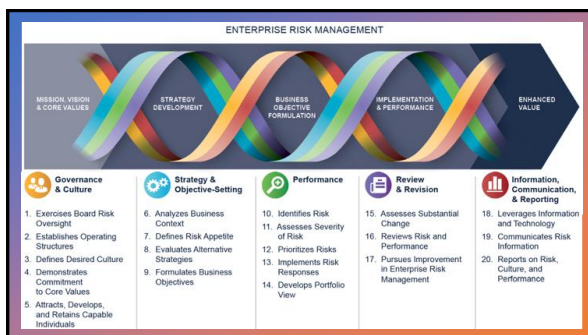 ENTERPRISE RISK MANAGEMENT
MISSION, VISION
& CORE VALUES
STRATEGY
DEVELOPMENT
BUSINESS
OBJECTIVE
FORMULATION
IMPLEMENTATION
& PERFORMANCE
ENHANCED
VALUE
Governance
& Culture
1. Exercises Board Risk
Oversight
2. Establishes Operating
Structures
3. Defines Desired Culture
4. Demonstrates
Commitment
to Core Values
5. Attracts, Develops,
and Retains Capable
Individuals
Strategy &
Objective-Setting
6. Analyzes Business
Context
7. Defines Risk Appetite
8. Evaluates Alternative
Strategies
9. Formulates Business
Objectives
Performance
10. Identifies Risk
11. Assesses Severity
of Risk
12. Prioritizes Risks
13. Implements Risk
Responses
14. Develops Portfolio
View
Review
& Revision
15. Assesses Substantial
Change
16. Reviews Risk and
Performance
17. Pursues Improvement
in Enterprise Risk
Management
Information,
Communication,
& Reporting
18. Leverages Information
and Technology
19. Communicates Risk
Information
20. Reports on Risk,
Culture, and
Performance